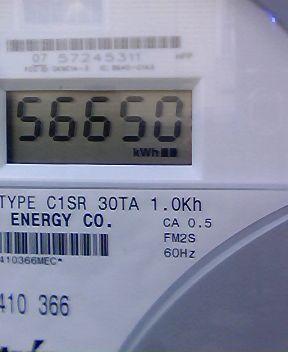 07 57245311
56650
kWh
TYPE C1SR 30TA 1.0Kh
ENERGY CO.
CA 0.5
FM2S
60Hz
410366MEC*
410 366